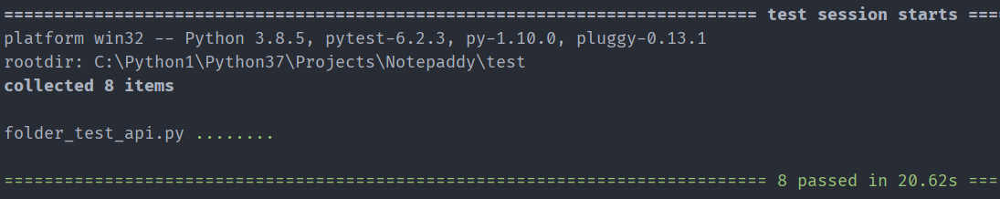 ============================================================================ test session starts ====
platform win32 -- Python 3.8.5, pytest-6.2.3, py-1.10.0, pluggy-0.13.1
rootdir: C:\Python1\Python37\Projects\Notepaddy\test
collected 8 items
folder_test_api.py ........
============================================================================= 8 passed in 20.62s ===